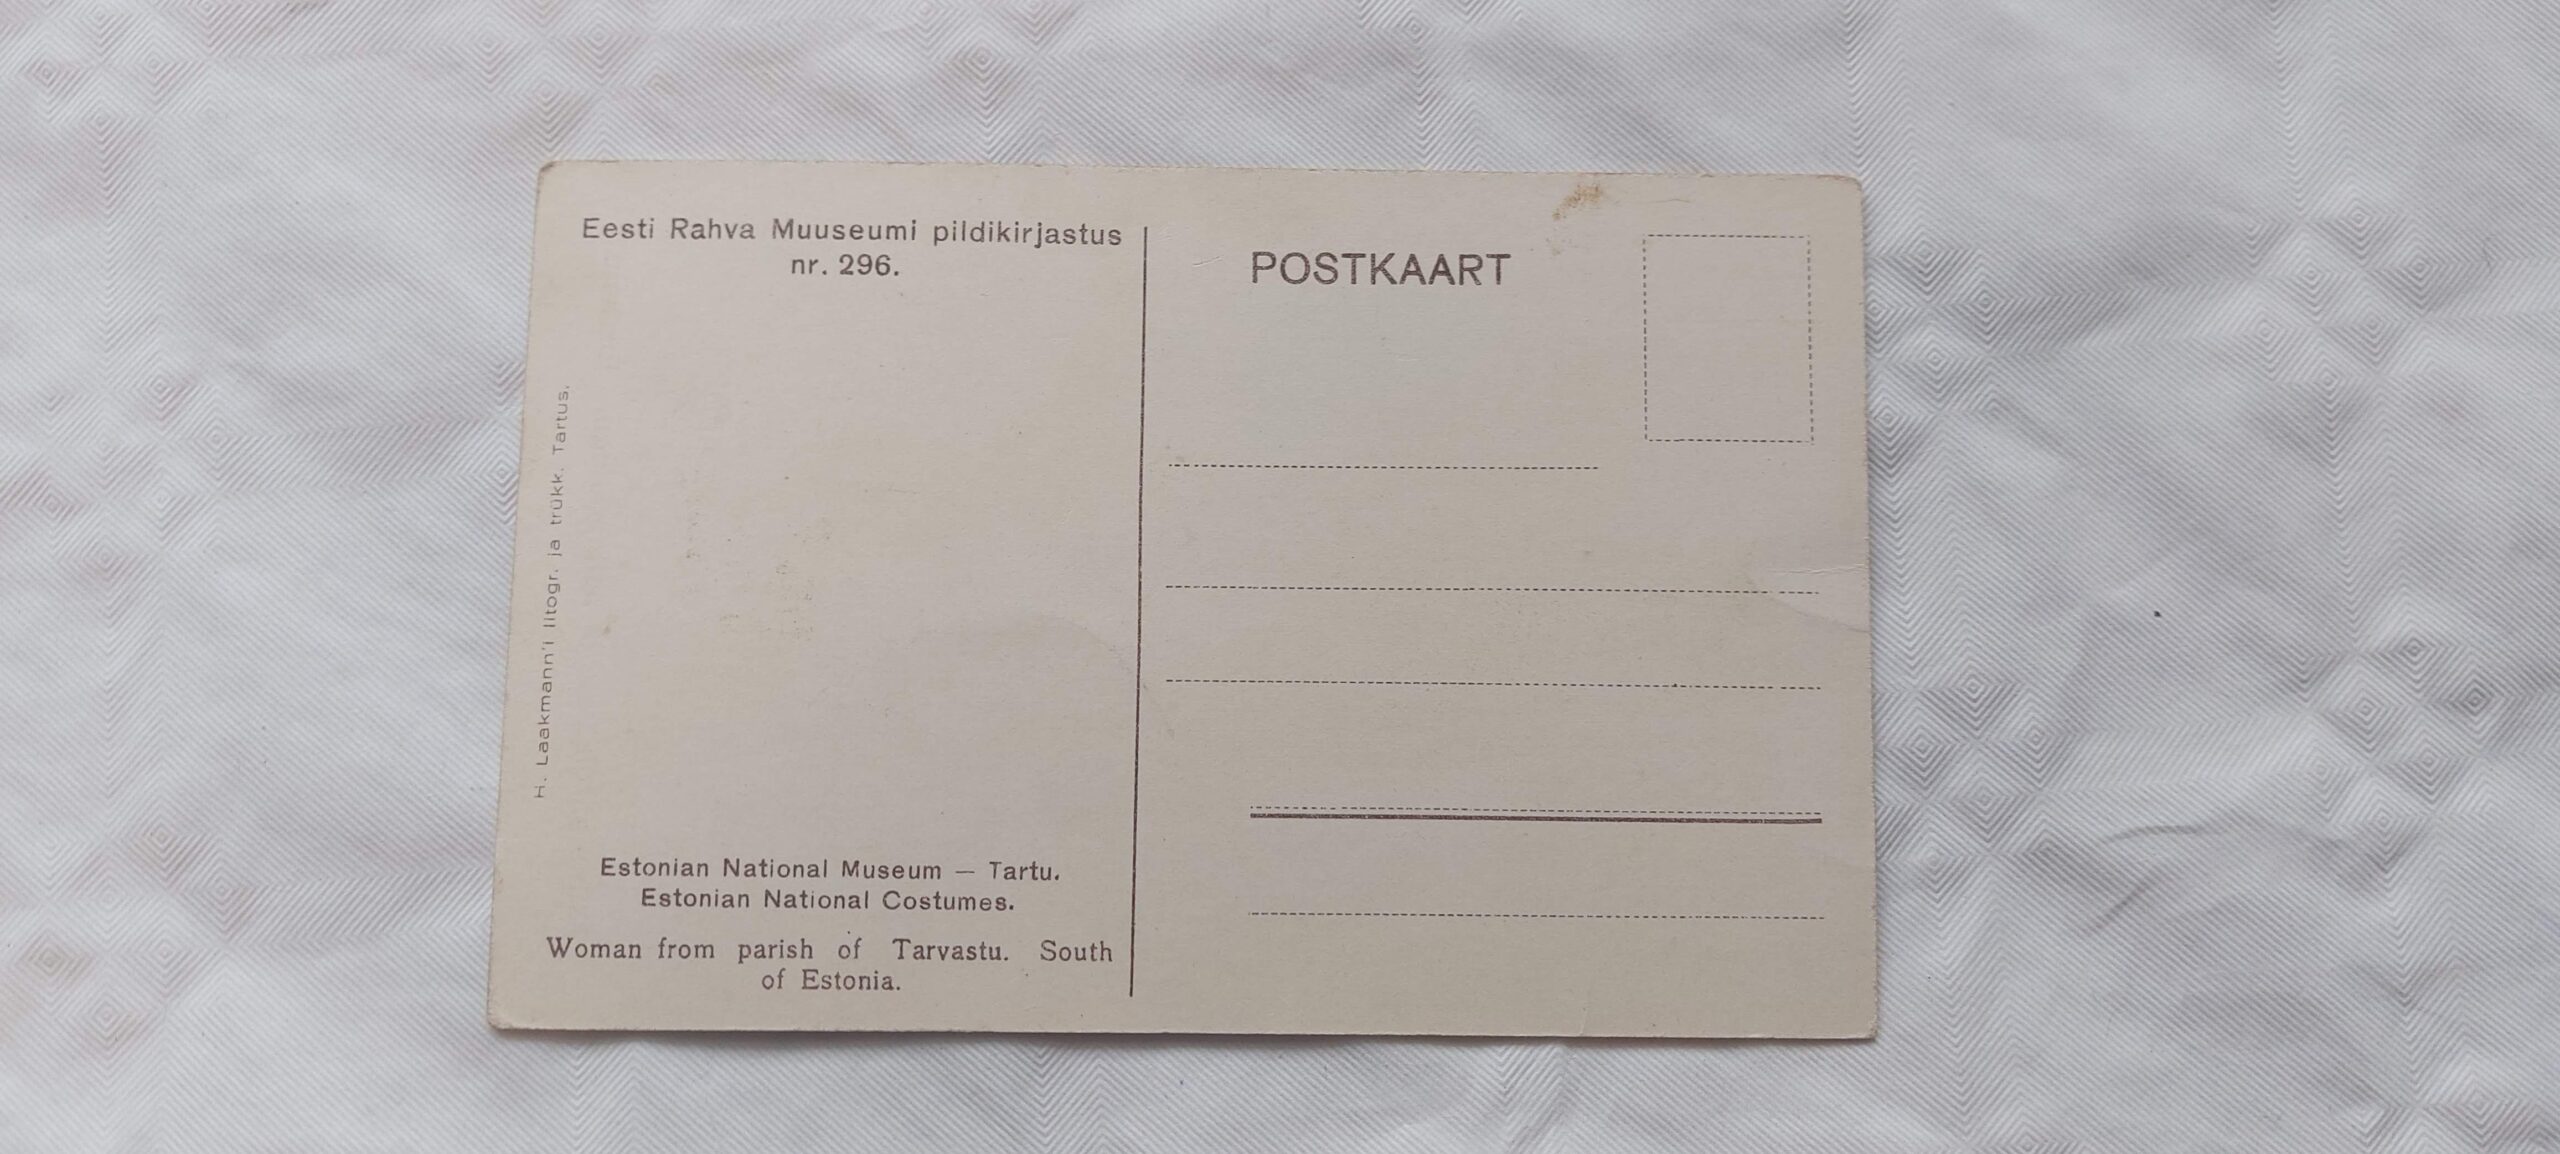 Eesti Rahva Muuseumi pildikirjastus
nr. 296.
POSTKAART
H. Laakmann'i litogr. ja trükk. Tartus.
Estonian National Museum — Tartu.
Estonian National Costumes.
Woman from parish of Tarvastu. South
of Estonia.